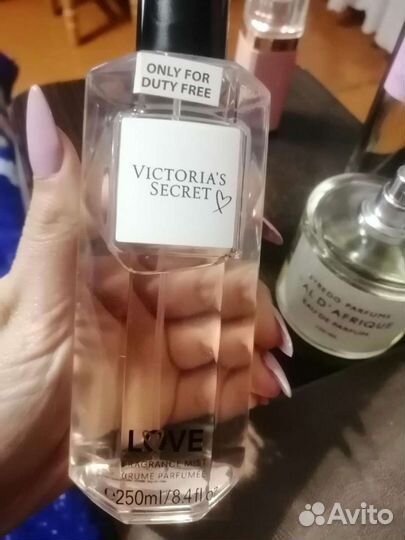 ONLY FOR
DUTY FREE
VICTORIA'S
SECRET
LOVE
FRAGRANCE MIST
BRUME PARFUMÉE
250ml/8.4 fl
BYREDO PARFUMS
BAL D'AFRIQUE
EAU DE PARFUM
Avito